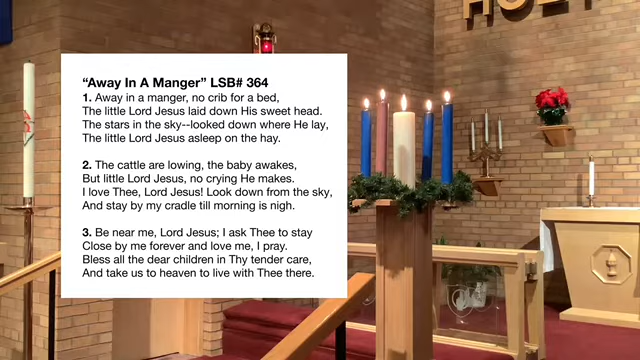 HOLY
“Away In A Manger” LSB# 364
1. Away in a manger, no crib for a bed,
The little Lord Jesus laid down His sweet head.
The stars in the sky--looked down where He lay,
The little Lord Jesus asleep on the hay.
2. The cattle are lowing, the baby awakes,
But little Lord Jesus, no crying He makes.
I love Thee, Lord Jesus! Look down from the sky,
And stay by my cradle till morning is nigh.
3. Be near me, Lord Jesus; I ask Thee to stay
Close by me forever and love me, I pray.
Bless all the dear children in Thy tender care,
And take us to heaven to live with Thee there.